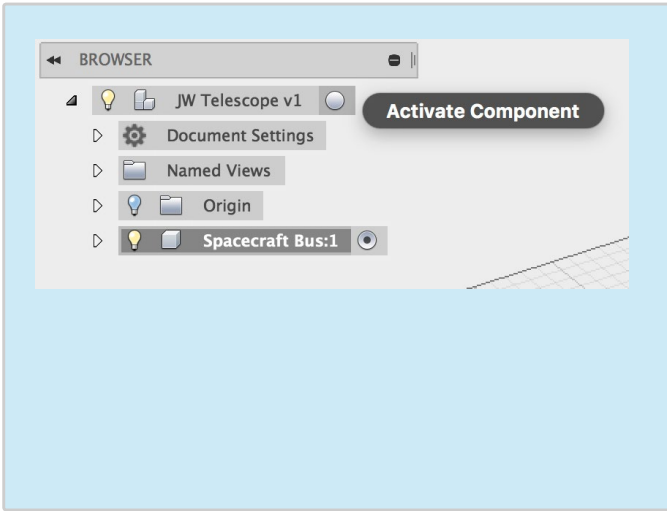 BROWSER
JW Telescope v1
Activate Component
Document Settings
Named Views
Origin
Spacecraft Bus:1